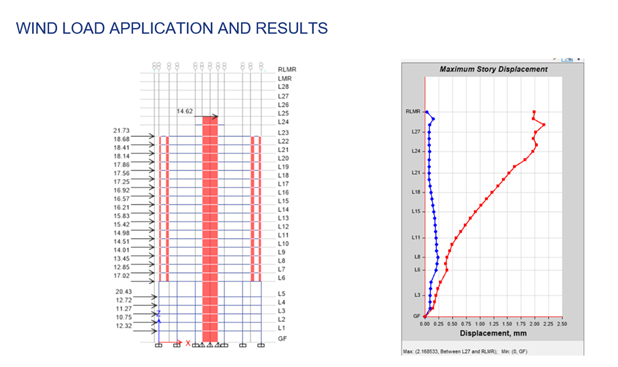 WIND LOAD APPLICATION AND RESULTS
RLMR
LMR
L28
L27
L26
L25
L24
L23
L22
L21
L20
L19
L18
L17
L16
L15
L14
L13
L12
L11
L10
L9
L8
L7
L6
L5
L4
L3
L2
L1
GF
14.62
21.73
18.68
18.41
18.14
17.86
17.56
17.25
16.92
16.57
16.21
15.83
15.42
14.98
14.51
14.01
13.45
12.85
17.02
20.43
12.72
11.27
10.75
12.32
Z
X
Maximum Story Displacement
RLMR
L27
L24
L21
L18
L15
L11
L8
L6
L3
GF
0.00 0.25 0.50 0.75 1.00 1.25 1.50 1.75 2.00 2.25 2.50
Displacement, mm
Max: (2.168533, Between L27 and RLMR); Min: (0, GF)